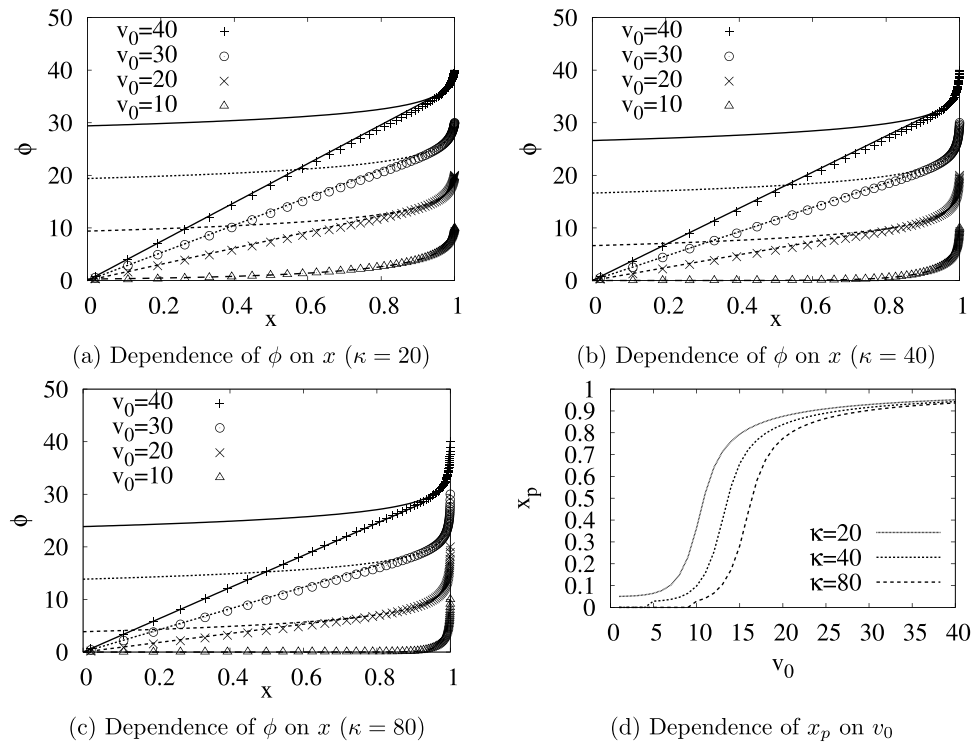 50
40
30
20
10
0
ϕ
v₀=40
v₀=30
v₀=20
v₀=10
0 0.2 0.4 0.6 0.8 1
x
(a) Dependence of ϕ on x (κ = 20)
50
40
30
20
10
0
ϕ
v₀=40
v₀=30
v₀=20
v₀=10
0 0.2 0.4 0.6 0.8 1
x
(b) Dependence of ϕ on x (κ = 40)
50
40
30
20
10
0
ϕ
v₀=40
v₀=30
v₀=20
v₀=10
0 0.2 0.4 0.6 0.8 1
x
(c) Dependence of ϕ on x (κ = 80)
1
0.9
0.8
0.7
0.6
0.5
0.4
0.3
0.2
0.1
0
xₚ
κ=20
κ=40
κ=80
0 5 10 15 20 25 30 35 40
v₀
(d) Dependence of xₚ on v₀